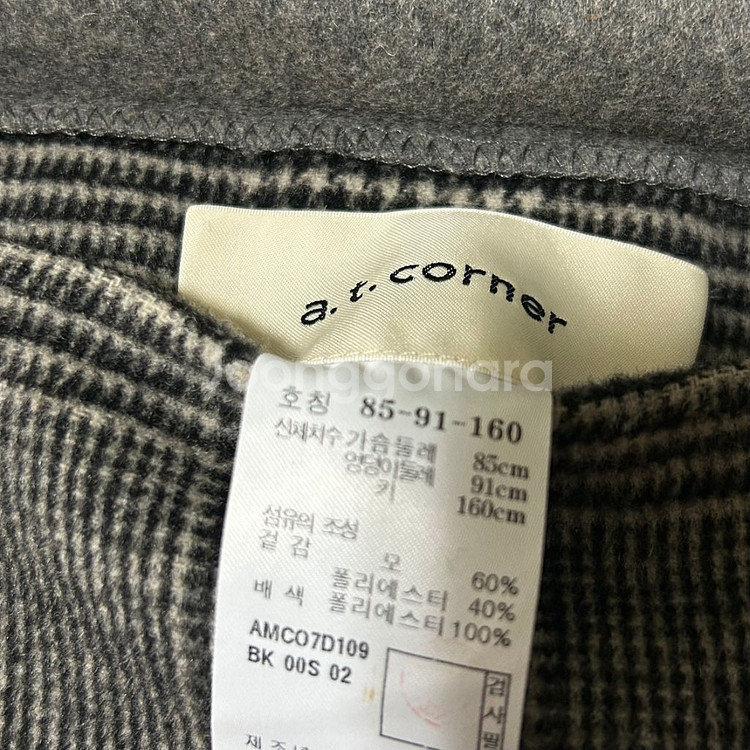 a.t.corner
Joonggonara
호칭 85-91-160
신체치수 가슴둘레 85cm
엉덩이둘레 91cm
키 160cm
섬유의 조성
겉감 모 60%
폴리에스터 40%
배색 폴리에스터 100%
AMCO7D109
BK 00S 02
검사필